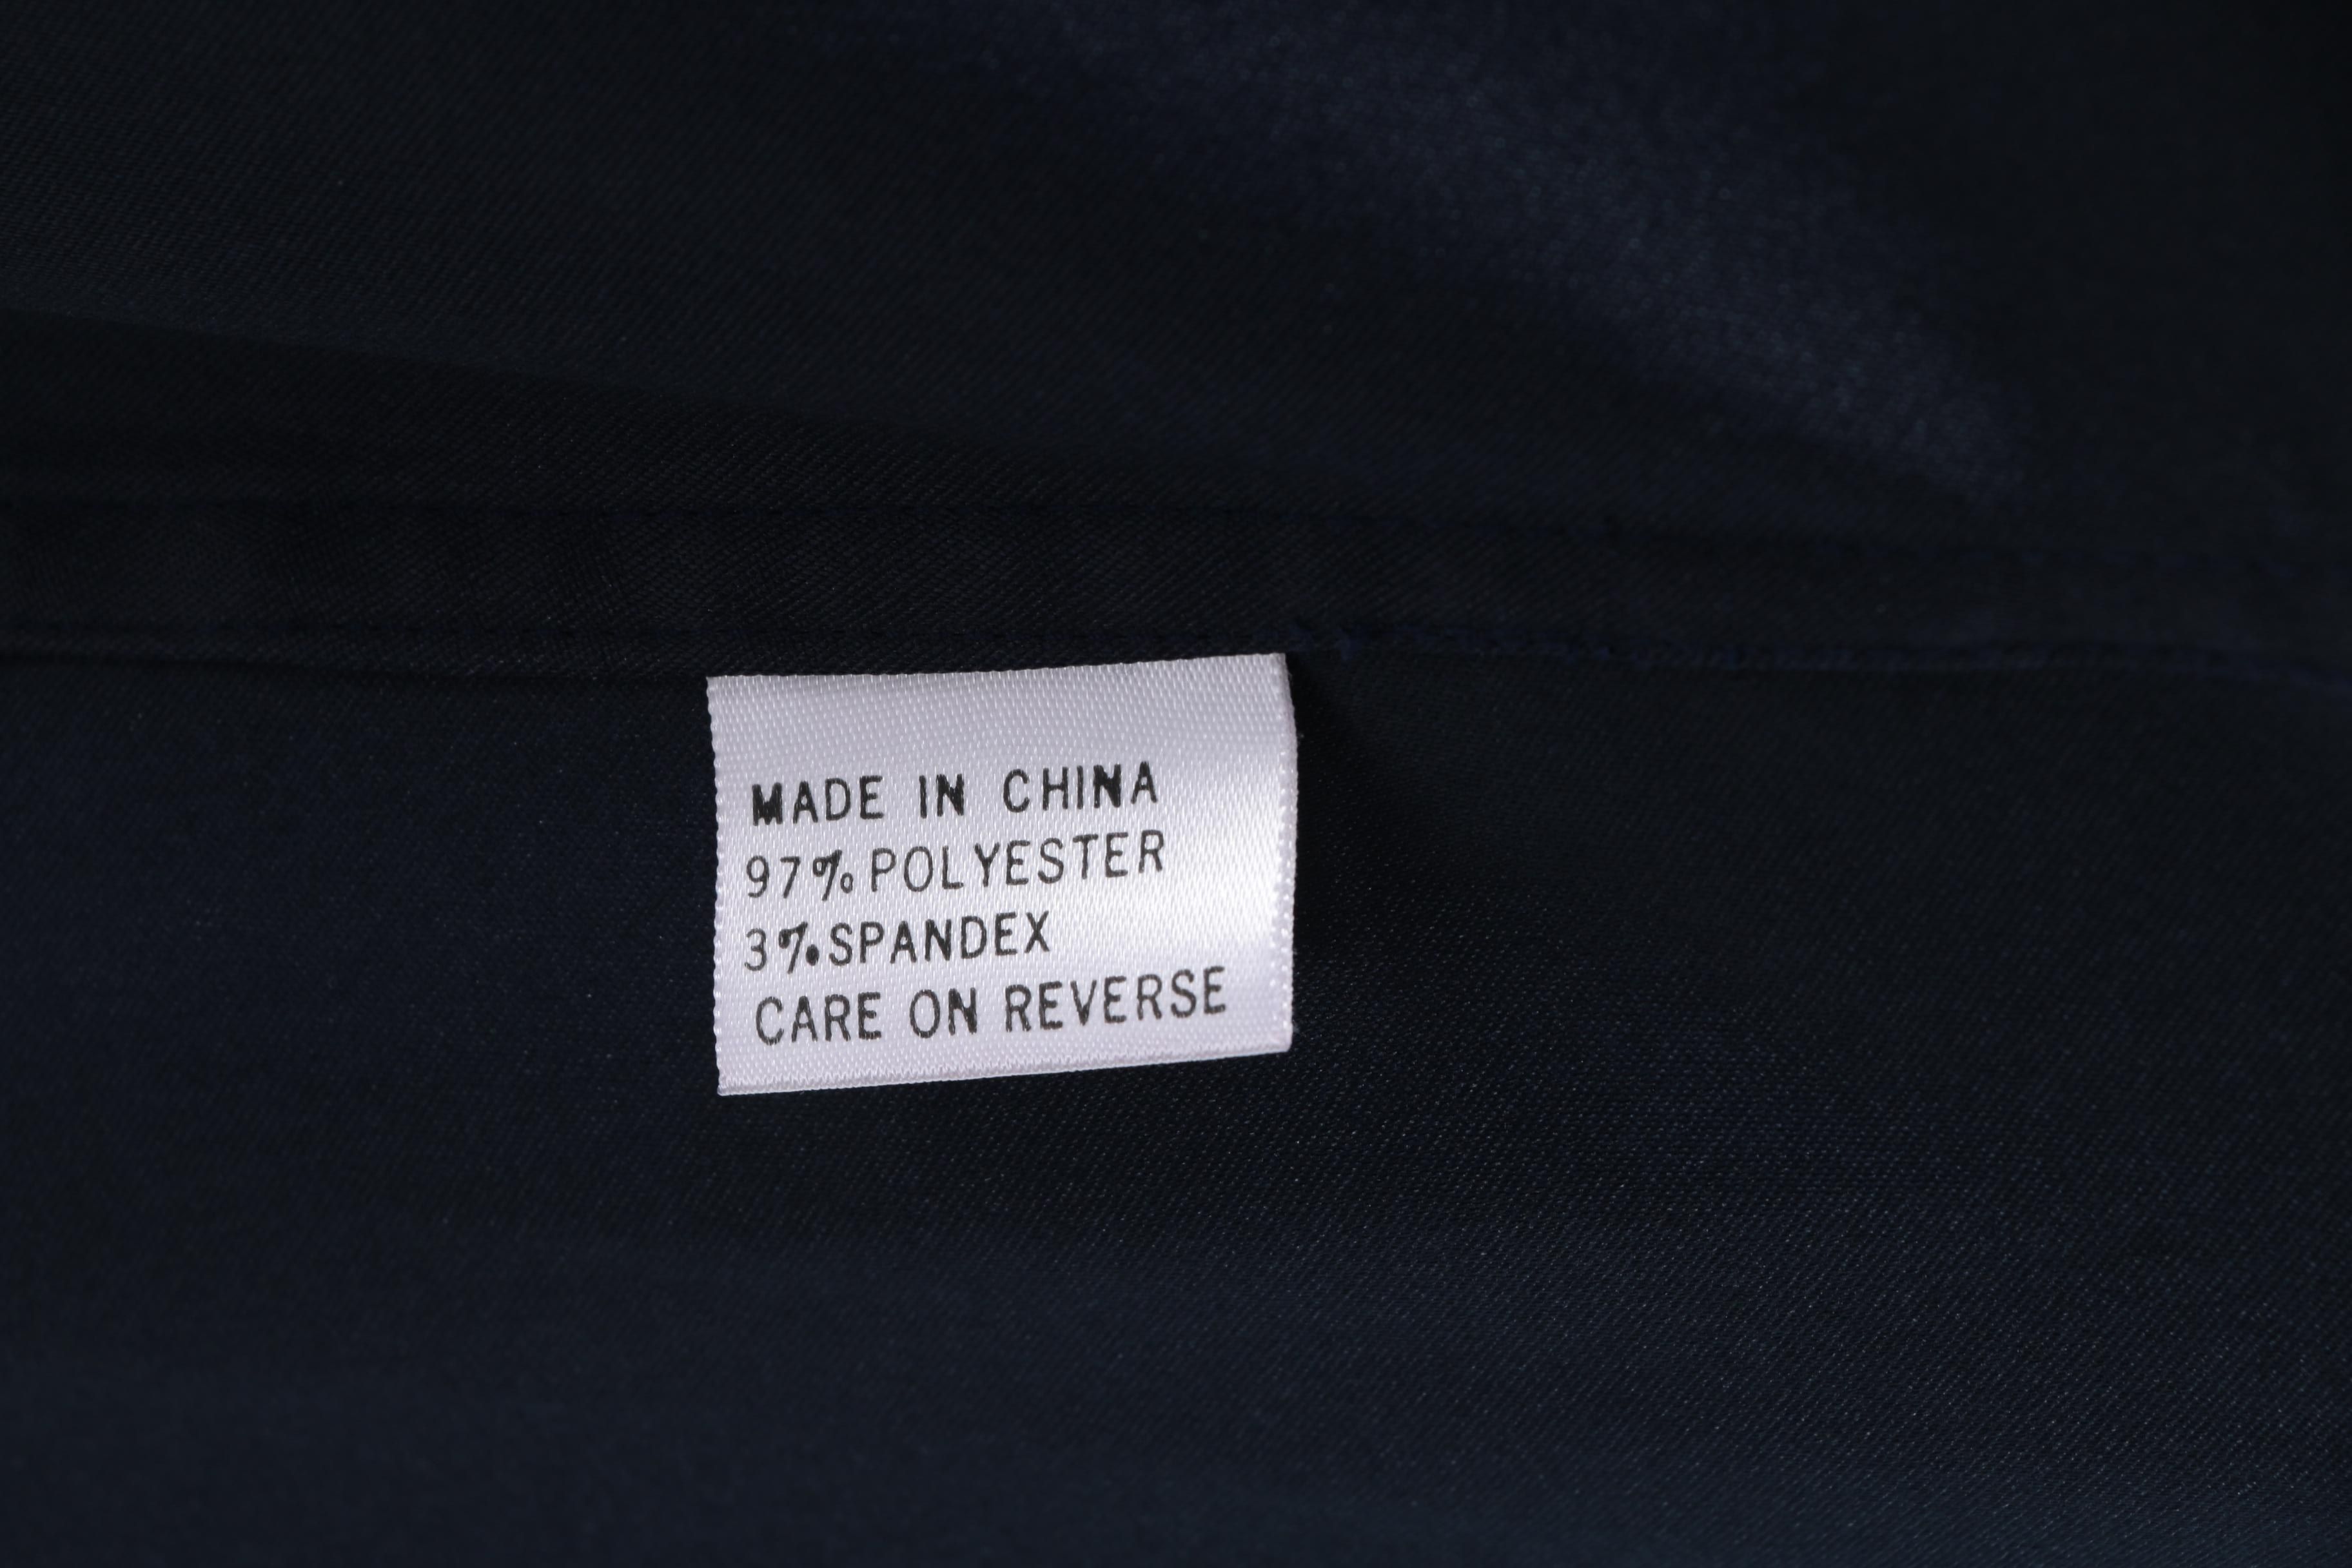 MADE IN CHINA
97% POLYESTER
3% SPANDEX
CARE ON REVERSE